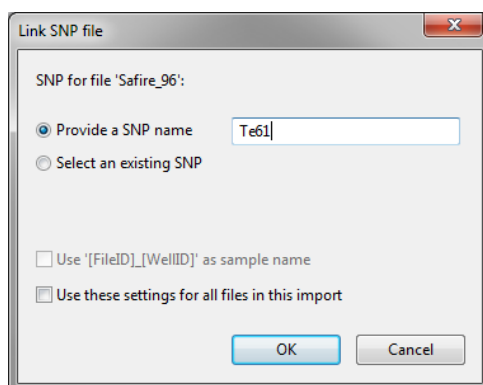 Link SNP file
SNP for file 'Safire_96':
Provide a SNP name
Te61
Select an existing SNP
Use '[FileID]_[WellID]' as sample name
Use these settings for all files in this import
OK
Cancel